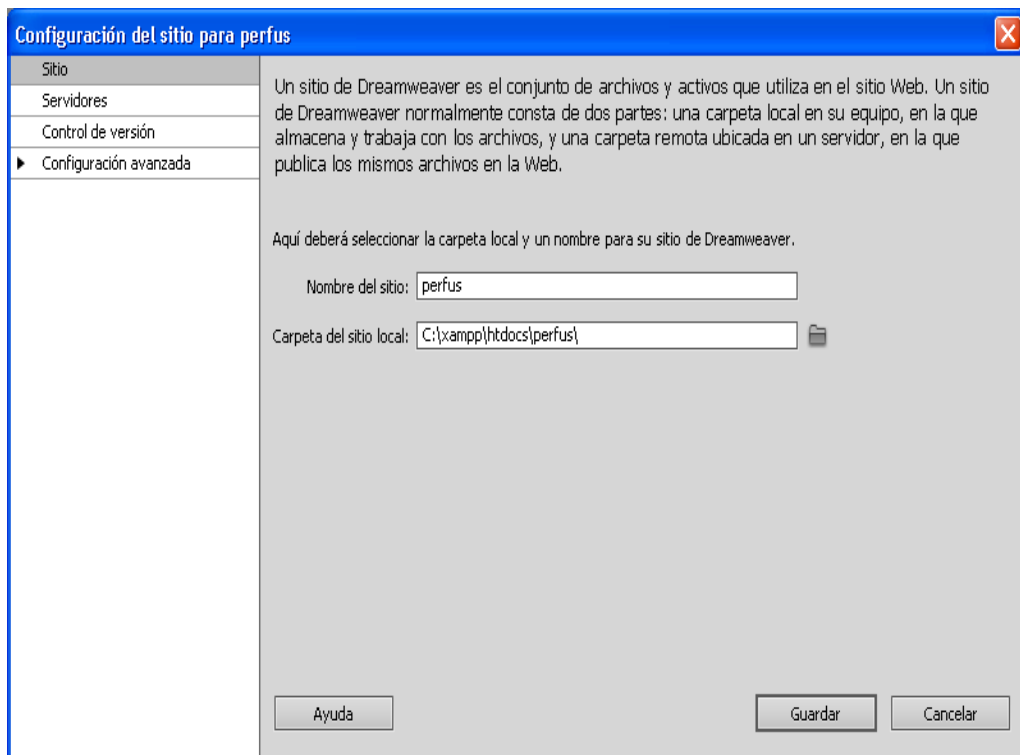 Configuración del sitio para perfus
Sitio
Servidores
Control de versión
Configuración avanzada
Un sitio de Dreamweaver es el conjunto de archivos y activos que utiliza en el sitio Web. Un sitio
de Dreamweaver normalmente consta de dos partes: una carpeta local en su equipo, en la que
almacena y trabaja con los archivos, y una carpeta remota ubicada en un servidor, en la que
publica los mismos archivos en la Web.
Aquí deberá seleccionar la carpeta local y un nombre para su sitio de Dreamweaver.
Nombre del sitio: perfus
Carpeta del sitio local: C:\xampp\htdocs\perfus\
Ayuda Guardar Cancelar